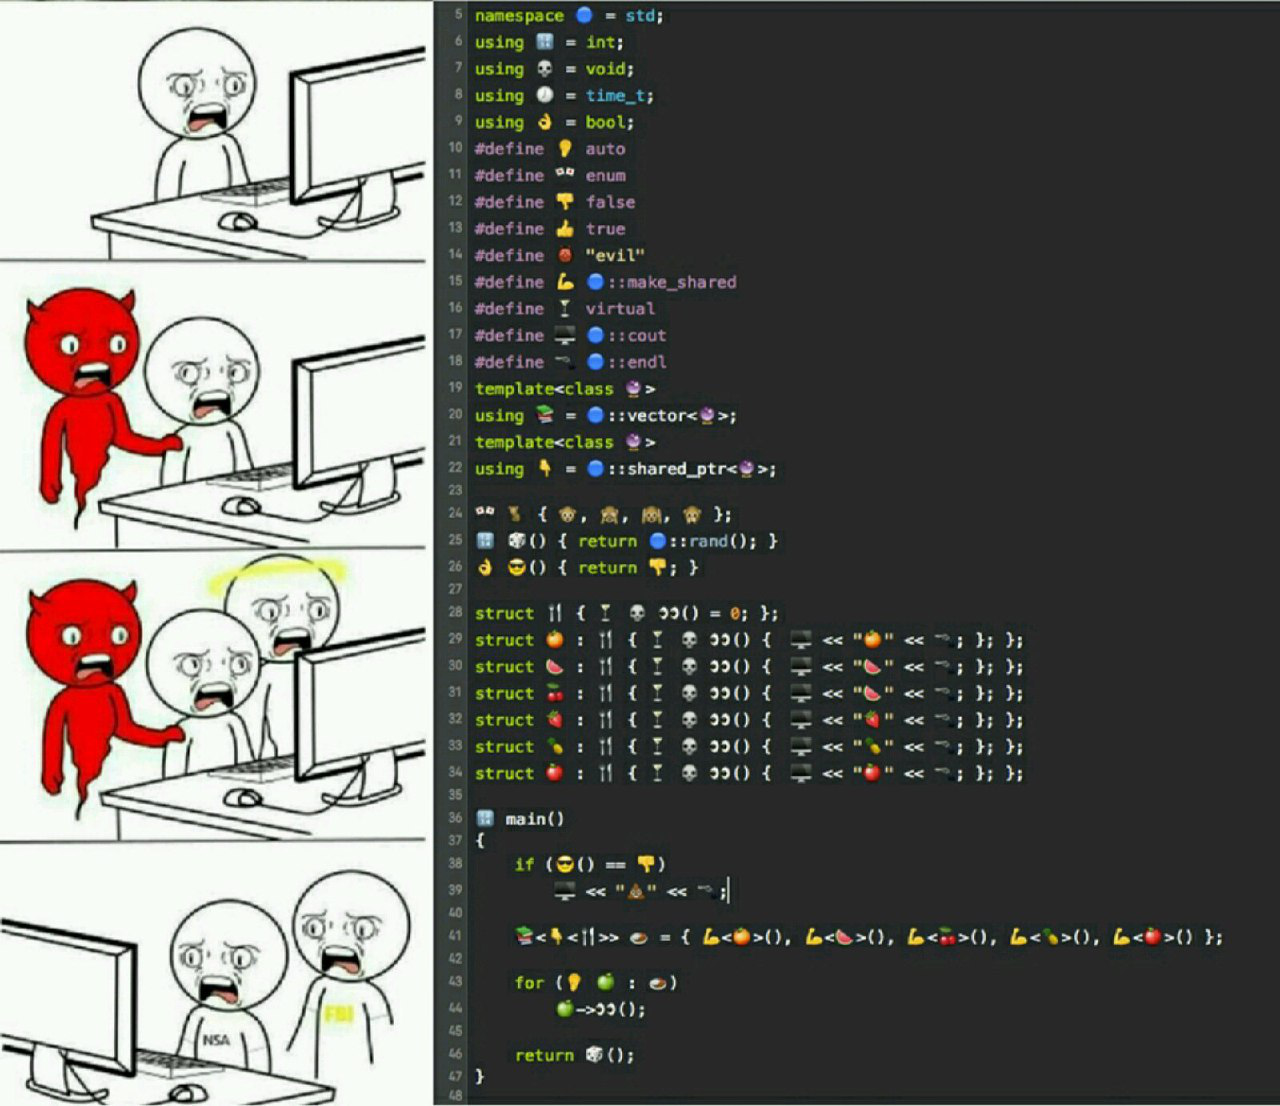 FBI
NSA
5 namespace 🔵 = std;
6 using 🔢 = int;
7 using 💀 = void;
8 using 🕗 = time_t;
9 using 👌 = bool;
10 #define 💡 auto
11 #define 🎌 enum
12 #define 👎 false
13 #define 👍 true
14 #define 👹 "evil"
15 #define 💪 🔵::make_shared
16 #define 🍸 virtual
17 #define 🖥 🔵::cout
18 #define 🔫 🔵::endl
19 template<class 🔮>
20 using 📚 = 🔵::vector<🔮>;
21 template<class 🔮>
22 using 👇 = 🔵::shared_ptr<🔮>;
23
24 🎌 🐒 { 🐵, 🙈, 🙉, 🙊 };
25 🔢 🎲() { return 🔵::rand(); }
26 👌 😎() { return 👎; }
27
28 struct 🍴 { 🍸 💀 ɔɔ() = 0; };
29 struct 🍊 : 🍴 { 🍸 💀 ɔɔ() { 🖥 << "🍊" << 🔫; }; };
30 struct 🍉 : 🍴 { 🍸 💀 ɔɔ() { 🖥 << "🍉" << 🔫; }; };
31 struct 🍒 : 🍴 { 🍸 💀 ɔɔ() { 🖥 << "🍉" << 🔫; }; };
32 struct 🍓 : 🍴 { 🍸 💀 ɔɔ() { 🖥 << "🍓" << 🔫; }; };
33 struct 🍍 : 🍴 { 🍸 💀 ɔɔ() { 🖥 << "🍍" << 🔫; }; };
34 struct 🍎 : 🍴 { 🍸 💀 ɔɔ() { 🖥 << "🍎" << 🔫; }; };
35
36 🔢 main()
37 {
38 if (😎() == 👎)
39 🖥 << "💩" << 🔫;
40
41 📚<👇<🍴>> 🍛 = { 💪<🍊>(), 💪<🍉>(), 💪<🍒>(), 💪<🍍>(), 💪<🍎>() };
42
43 for (💡 🍏 : 🍛)
44 🍏->ɔɔ();
45
46 return 🎲();
47 }
48